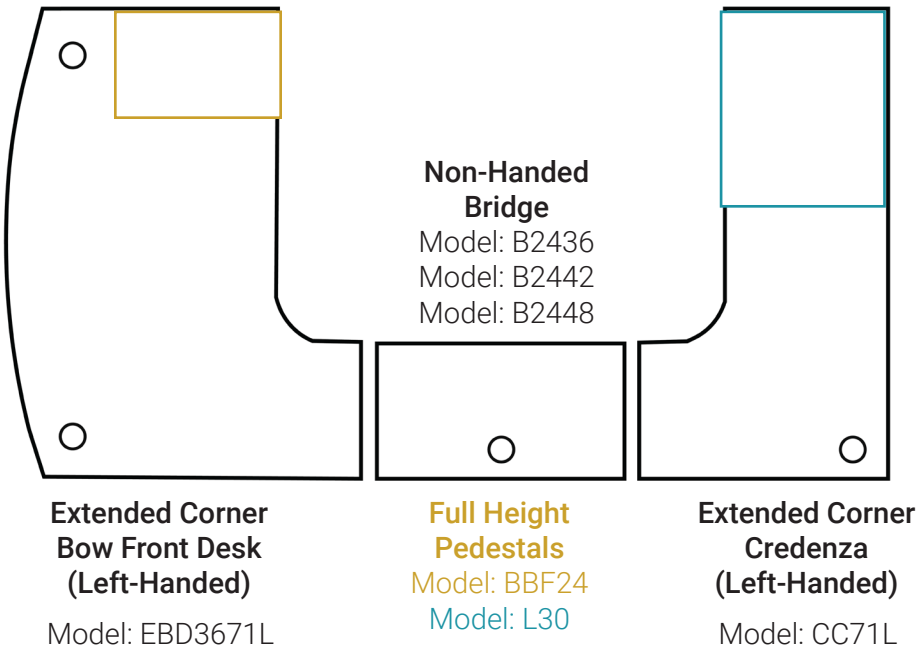 Non-Handed
Bridge
Model: B2436
Model: B2442
Model: B2448
Extended Corner
Bow Front Desk
(Left-Handed)
Model: EBD3671L
Full Height
Pedestals
Model: BBF24
Model: L30
Extended Corner
Credenza
(Left-Handed)
Model: CC71L